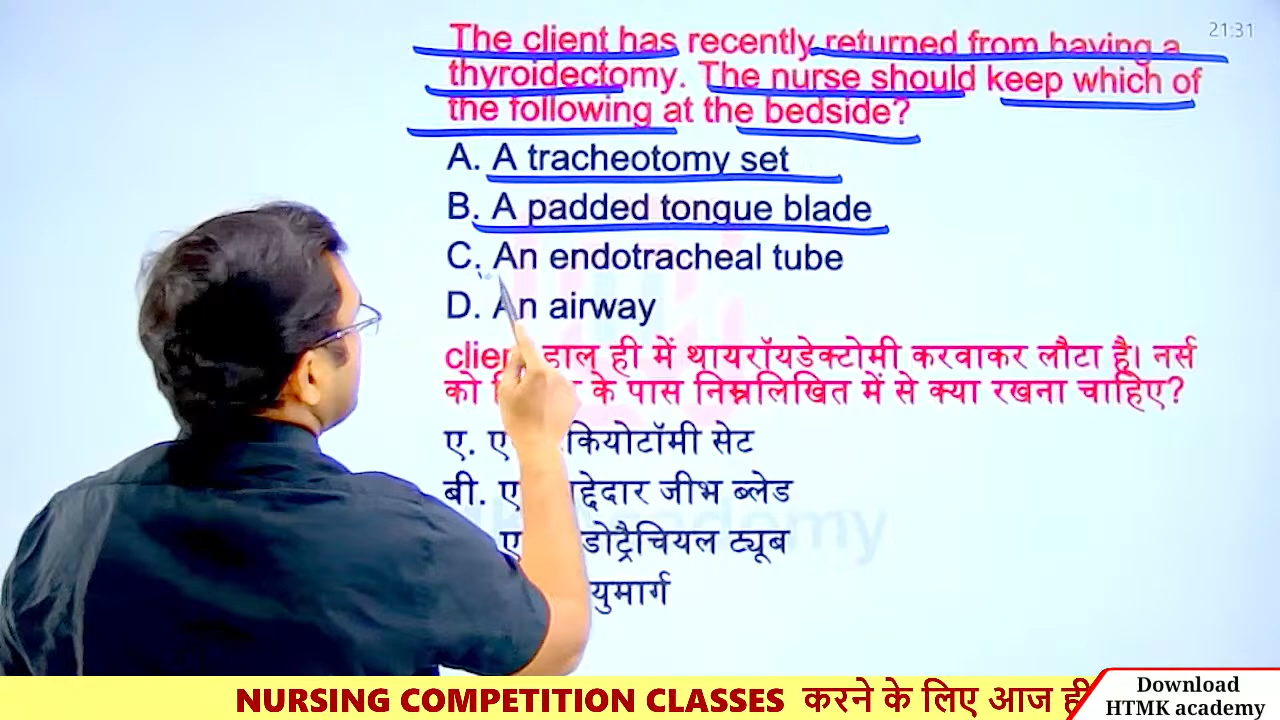 21:31
The client has recently returned from having a
thyroidectomy. The nurse should keep which of
the following at the bedside?
A. A tracheotomy set
B. A padded tongue blade
C. An endotracheal tube
D. An airway
हाल ही में थायरॉयडेक्टोमी करवाकर लौटा है। नर्स
को के पास निम्नलिखित में से क्या रखना चाहिए?
ए. सेट
बी. जीभ ब्लेड
ट्यूब
NURSING COMPETITION CLASSES करने के लिए आज ही
Download
HTMK academy